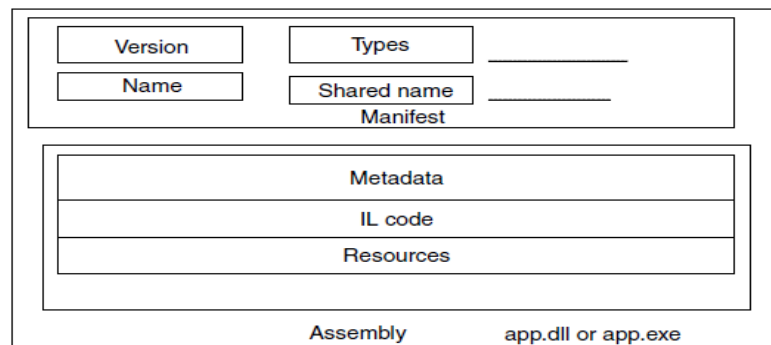 Version Types
Name Shared name
Manifest
Metadata
IL code
Resources
Assembly app.dll or app.exe